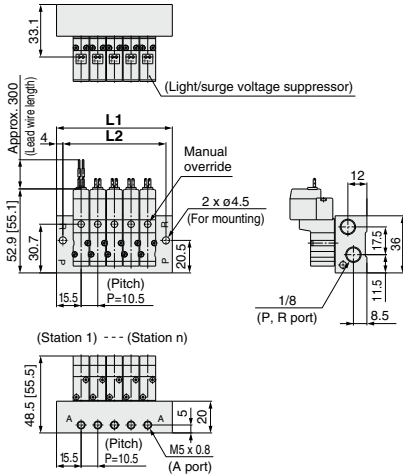 33.1
(Light/surge voltage suppressor)
Approx. 300
(Lead wire length)
L1
4
L2
Manual
override
2 x ø4.5
(For mounting)
52.9 [55.1]
30.7
R
R
P
P
20.5
15.5
(Pitch)
P=10.5
12
17.5
36
11.5
1/8
(P, R port)
8.5
(Station 1) --- (Station n)
48.5 [55.5]
A
A
5
20
15.5
(Pitch)
P=10.5
M5 x 0.8
(A port)